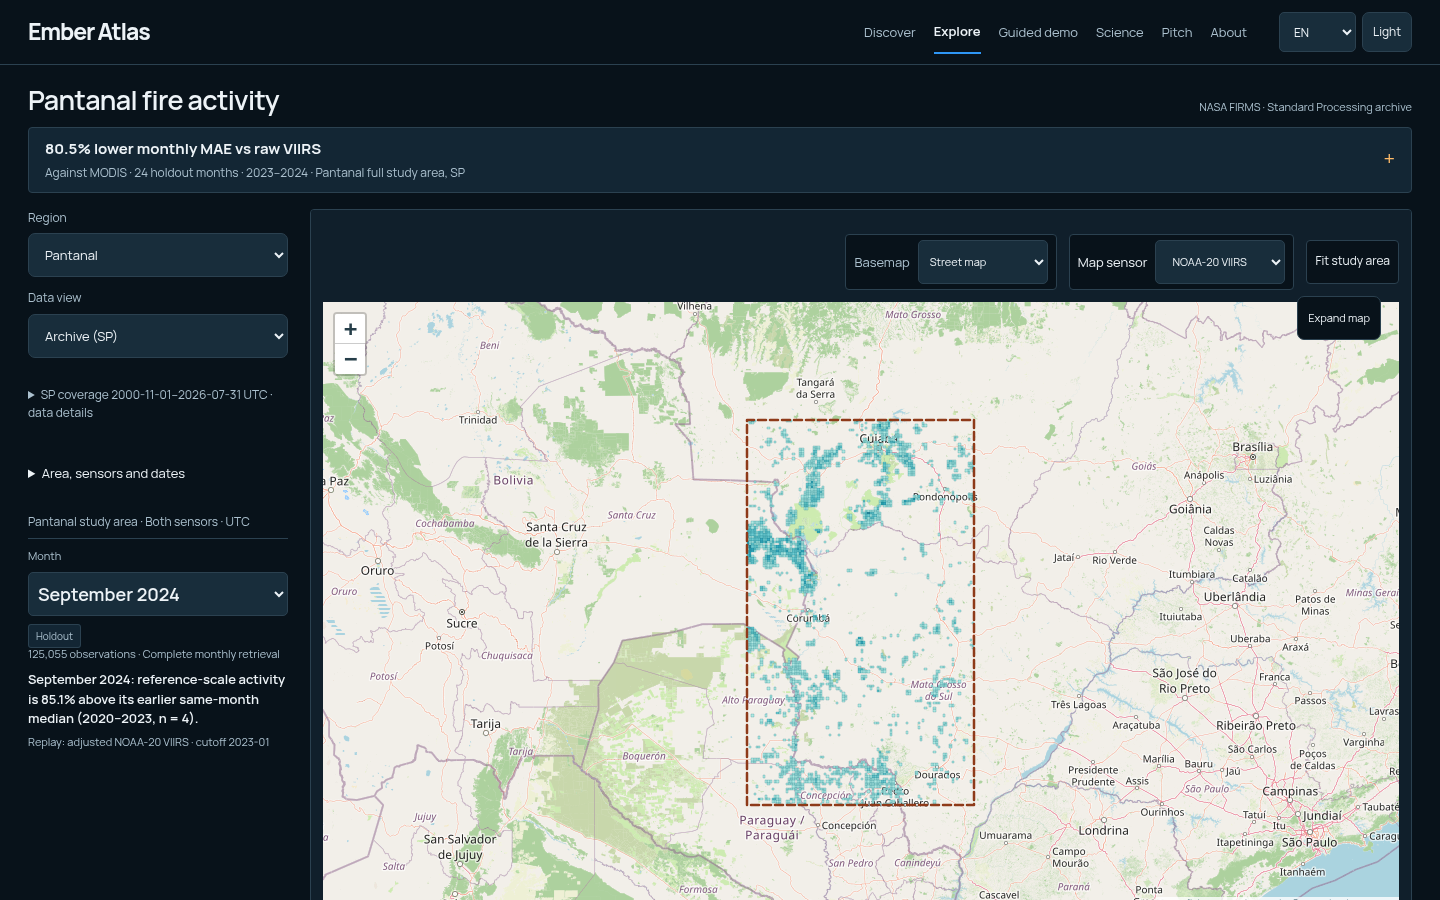 Ember Atlas
Discover
Explore
Guided demo
Science
Pitch
About
EN
Light
Pantanal fire activity
NASA FIRMS · Standard Processing archive
80.5% lower monthly MAE vs raw VIIRS
+
Against MODIS · 24 holdout months · 2023–2024 · Pantanal full study area, SP
Region
Pantanal
Data view
Archive (SP)
SP coverage 2000-11-01–2026-07-31 UTC ·
data details
Area, sensors and dates
Pantanal study area · Both sensors · UTC
Month
September 2024
Holdout
125,055 observations · Complete monthly retrieval
September 2024: reference-scale activity
is 85.1% above its earlier same-month
median (2020–2023, n = 4).
Replay: adjusted NOAA-20 VIIRS · cutoff 2023-01
Basemap
Street map
Map sensor
NOAA-20 VIIRS
Fit study area
Expand map
+
−
Vilhena
Mato Grosso
Beni
Tangará
da Serra
Trinidad
Cuiabá
Brasília
Goiás
Anápolis
Luziânia
Bolivia
a Paz
Rondonópolis
Santa Cruz
Goiânia
Cochabamba
Santa Cruz
de la Sierra
Caldas
Novas
Jataí
Rio Verde
Oruro
Itumbiara
Catalão
Oruro
Uberlândia
Patos de
Minas
Minas Gerai
Sucre
Corumbá
Ituiutaba
Potosí
Uberaba
Araxá
Chuquisaca
Potosí
São José do
Rio Preto
Franca
Mato Grosso
do Sul
Alto Paraguay
Passos
Três Lagoas
Lavras
Tarija
Araçatuba
Ribeirão Preto
Tarija
Boquerón
São Carlos
Varginha
Poços
de Caldas
Marília
Bauru
Jaú
Presidente
Prudente
Assis
Dourados
São Paulo
Campinas
Concepción
Pedro
Juan Caballero
Taubaté
Jujuy
Paraguay /
Paraguái
Concepción
Ourinhos
Tatuí
Jundiaí
Itu
Londrina
Umuarama
Itapetininga
São Paulo
San Salvador
de Jujuy
Salta
San Pedro
Canindeyú
Campo
Mourão
Itanhaém
Formosa
Paraná
Ponta
Cascavel